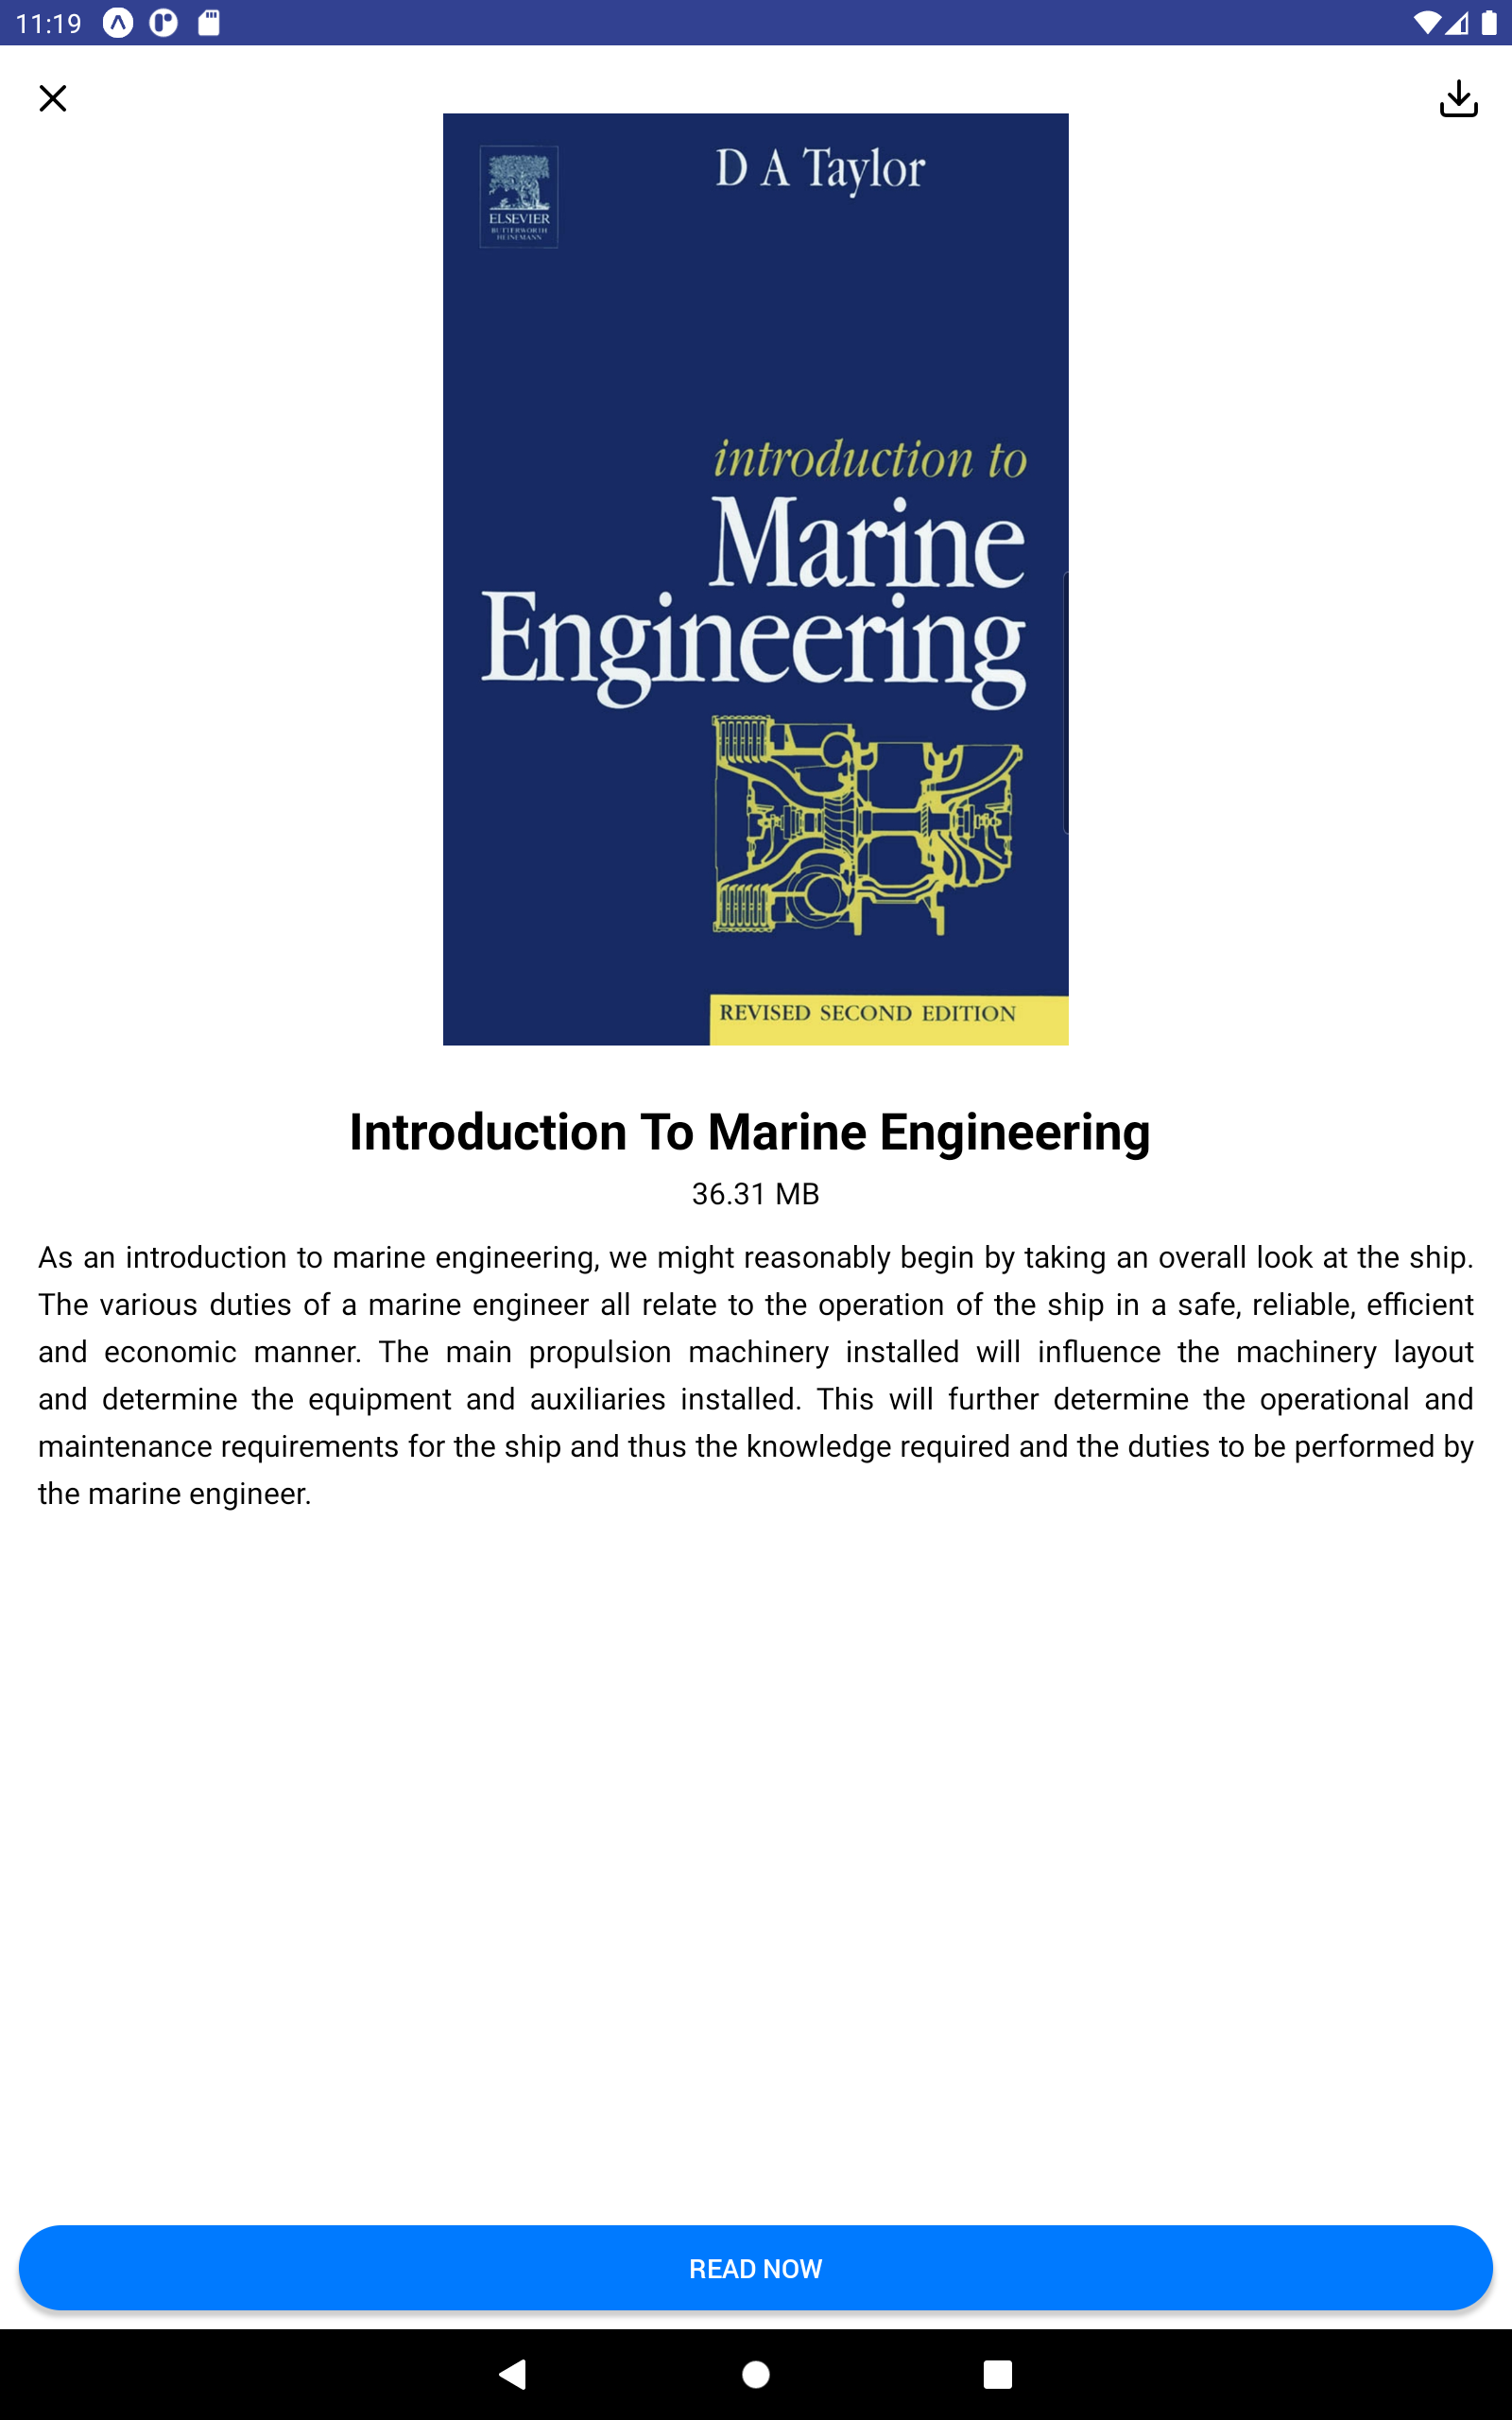 11:19
D A Taylor
ELSEVIER
BUTTERWORTH
HEINEMANN
introduction to
Marine
Engineering
REVISED SECOND EDITION
Introduction To Marine Engineering
36.31 MB
As an introduction to marine engineering, we might reasonably begin by taking an overall look at the ship.
The various duties of a marine engineer all relate to the operation of the ship in a safe, reliable, efficient
and economic manner. The main propulsion machinery installed will influence the machinery layout
and determine the equipment and auxiliaries installed. This will further determine the operational and
maintenance requirements for the ship and thus the knowledge required and the duties to be performed by
the marine engineer.
READ NOW